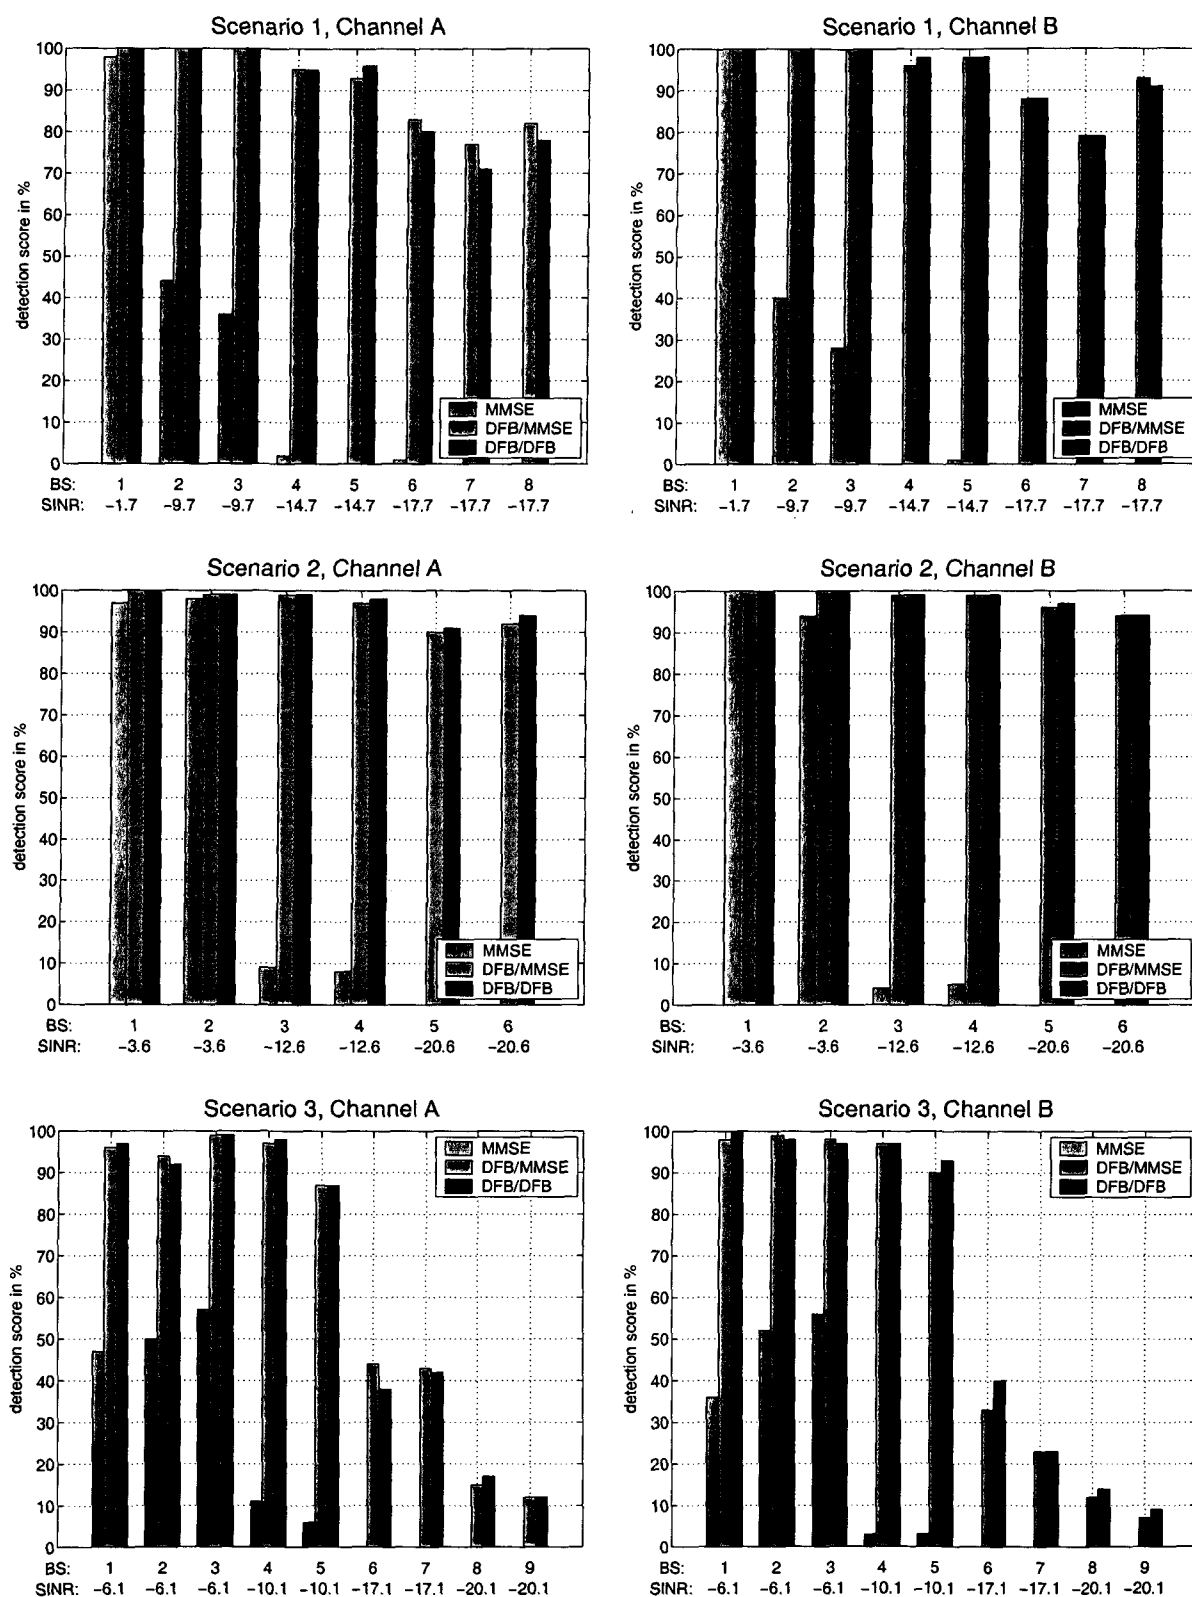 Scenario 1, Channel A
100
90
80
70
60
50
40
30
20
10
0
detection score in %
MMSE
DFB/MMSE
DFB/DFB
BS: 1 2 3 4 5 6 7 8
SINR: −1.7 −9.7 −9.7 −14.7 −14.7 −17.7 −17.7 −17.7
Scenario 1, Channel B
100
90
80
70
60
50
40
30
20
10
0
detection score in %
MMSE
DFB/MMSE
DFB/DFB
BS: 1 2 3 4 5 6 7 8
SINR: −1.7 −9.7 −9.7 −14.7 −14.7 −17.7 −17.7 −17.7
Scenario 2, Channel A
100
90
80
70
60
50
40
30
20
10
0
detection score in %
MMSE
DFB/MMSE
DFB/DFB
BS: 1 2 3 4 5 6
SINR: −3.6 −3.6 −12.6 −12.6 −20.6 −20.6
Scenario 2, Channel B
100
90
80
70
60
50
40
30
20
10
0
detection score in %
MMSE
DFB/MMSE
DFB/DFB
BS: 1 2 3 4 5 6
SINR: −3.6 −3.6 −12.6 −12.6 −20.6 −20.6
Scenario 3, Channel A
100
90
80
70
60
50
40
30
20
10
0
detection score in %
MMSE
DFB/MMSE
DFB/DFB
BS: 1 2 3 4 5 6 7 8 9
SINR: −6.1 −6.1 −6.1 −10.1 −10.1 −17.1 −17.1 −20.1 −20.1
Scenario 3, Channel B
100
90
80
70
60
50
40
30
20
10
0
detection score in %
MMSE
DFB/MMSE
DFB/DFB
BS: 1 2 3 4 5 6 7 8 9
SINR: −6.1 −6.1 −6.1 −10.1 −10.1 −17.1 −17.1 −20.1 −20.1